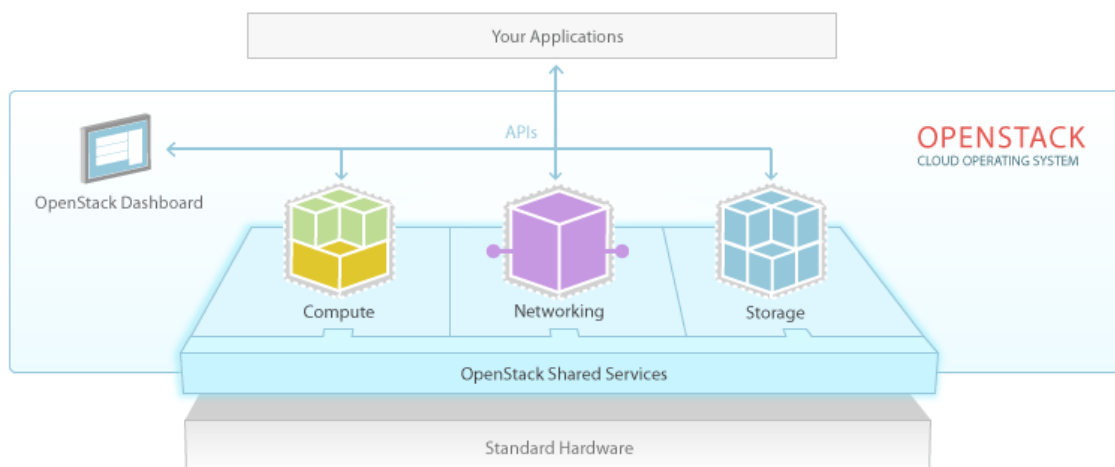 Your Applications
APIs
OPENSTACK
CLOUD OPERATING SYSTEM
OpenStack Dashboard
Compute
Networking
Storage
OpenStack Shared Services
Standard Hardware